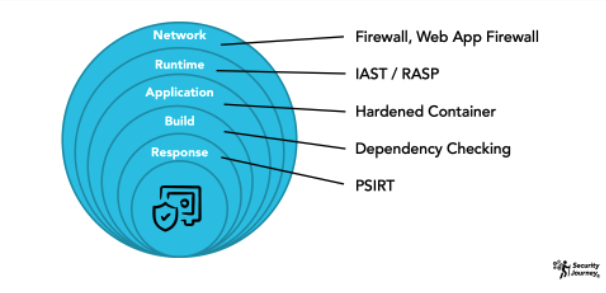 Network
Firewall, Web App Firewall
Runtime
IAST / RASP
Application
Hardened Container
Build
Dependency Checking
Response
PSIRT
Security
Journey